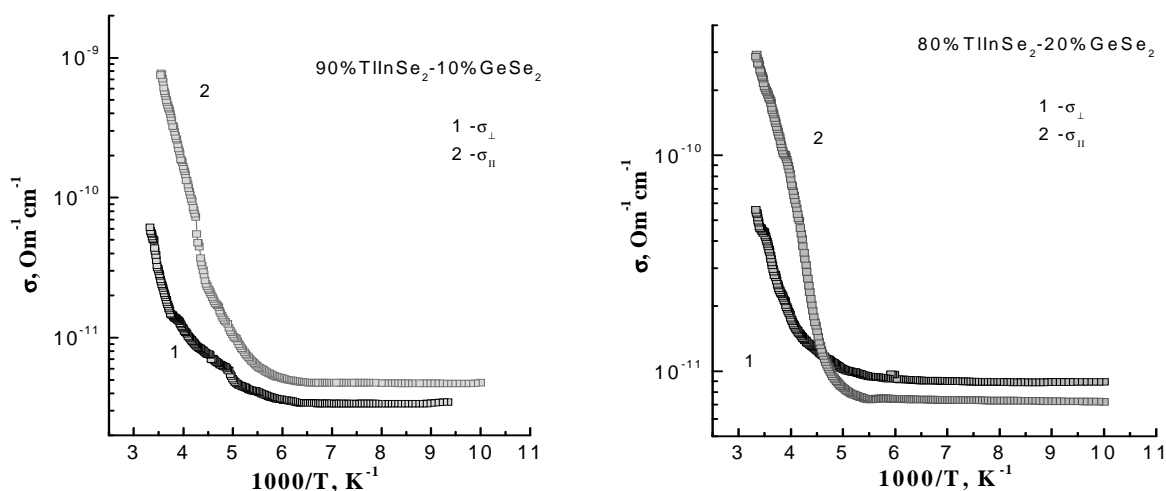 90%TlInSe₂-10%GeSe₂
1 -σ⊥
2 -σ_II
2
1
10⁻⁹
10⁻¹⁰
10⁻¹¹
σ, Om⁻¹cm⁻¹
3 4 5 6 7 8 9 10 11
1000/T, K⁻¹
80%TlInSe₂-20%GeSe₂
1 -σ⊥
2 -σ_II
2
1
10⁻¹⁰
10⁻¹¹
σ, Om⁻¹cm⁻¹
3 4 5 6 7 8 9 10 11
1000/T, K⁻¹